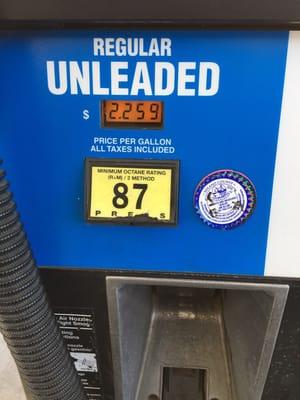 REGULAR
UNLEADED
$ 2.259
PRICE PER GALLON
ALL TAXES INCLUDED
MINIMUM OCTANE RATING
(R+M) / 2 METHOD
87
P R E S S
Air Nozzle